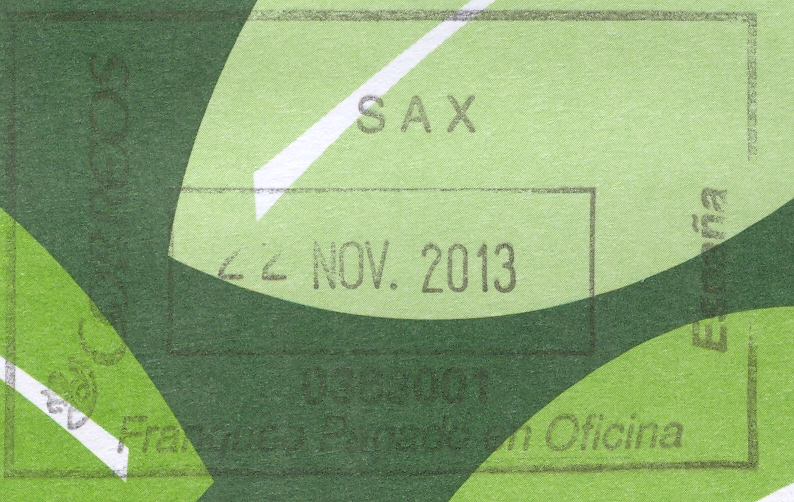 CORREOS
SAX
22 NOV. 2013
España
Franqueo Pagado en Oficina